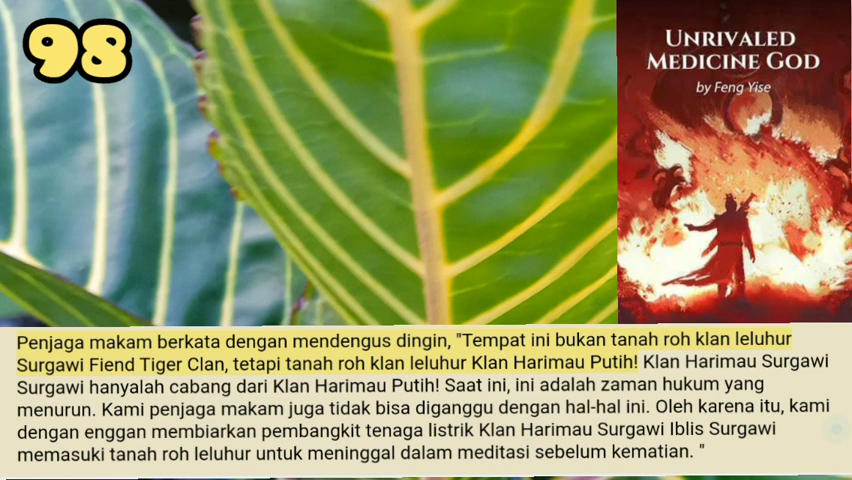 98
UNRIVALED
MEDICINE GOD
by Feng Yise
Penjaga makam berkata dengan mendengus dingin, "Tempat ini bukan tanah roh klan leluhur
Surgawi Fiend Tiger Clan, tetapi tanah roh klan leluhur Klan Harimau Putih! Klan Harimau Surgawi
Surgawi hanyalah cabang dari Klan Harimau Putih! Saat ini, ini adalah zaman hukum yang
menurun. Kami penjaga makam juga tidak bisa diganggu dengan hal-hal ini. Oleh karena itu, kami
dengan enggan membiarkan pembangkit tenaga listrik Klan Harimau Surgawi Iblis Surgawi
memasuki tanah roh leluhur untuk meninggal dalam meditasi sebelum kematian. "